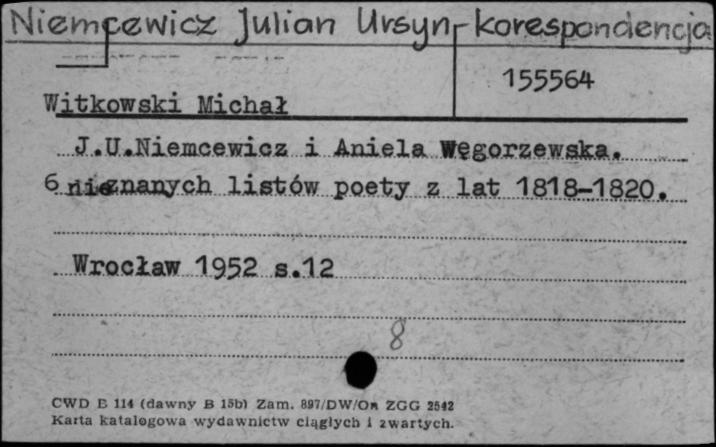 Niemcewicz Julian Ursyn - korespondencja
155564
Witkowski Michał
J.U.Niemcewicz i Aniela Węgorzewska.
6 nieznanych listów poety z lat 1818-1820.
Wrocław 1952 s.12
8
CWD E 114 (dawny B 15b) Zam. 897/DW/On ZGG 2542
Karta katalogowa wydawnictw ciągłych i zwartych.